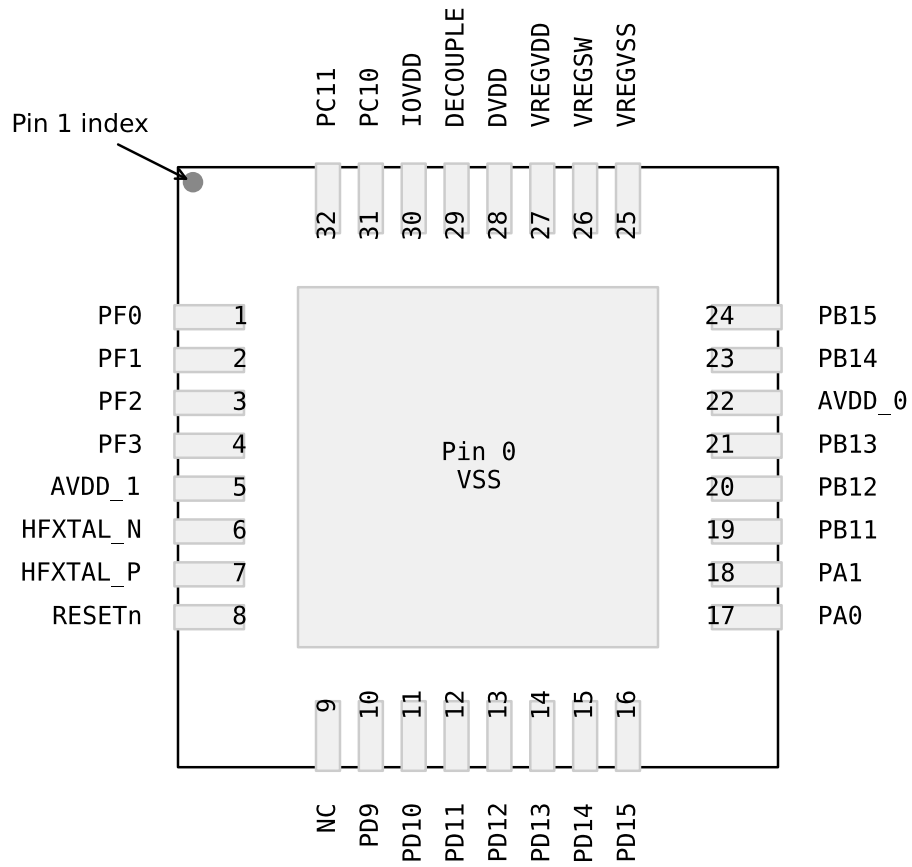 PC11
PC10
IOVDD
DECOUPLE
DVDD
VREGVDD
VREGSW
VREGVSS
Pin 1 index
32
31
30
29
28
27
26
25
PF0 1
PF1 2
PF2 3
PF3 4
AVDD_1 5
HFXTAL_N 6
HFXTAL_P 7
RESETn 8
Pin 0
VSS
24 PB15
23 PB14
22 AVDD_0
21 PB13
20 PB12
19 PB11
18 PA1
17 PA0
9
10
11
12
13
14
15
16
NC
PD9
PD10
PD11
PD12
PD13
PD14
PD15